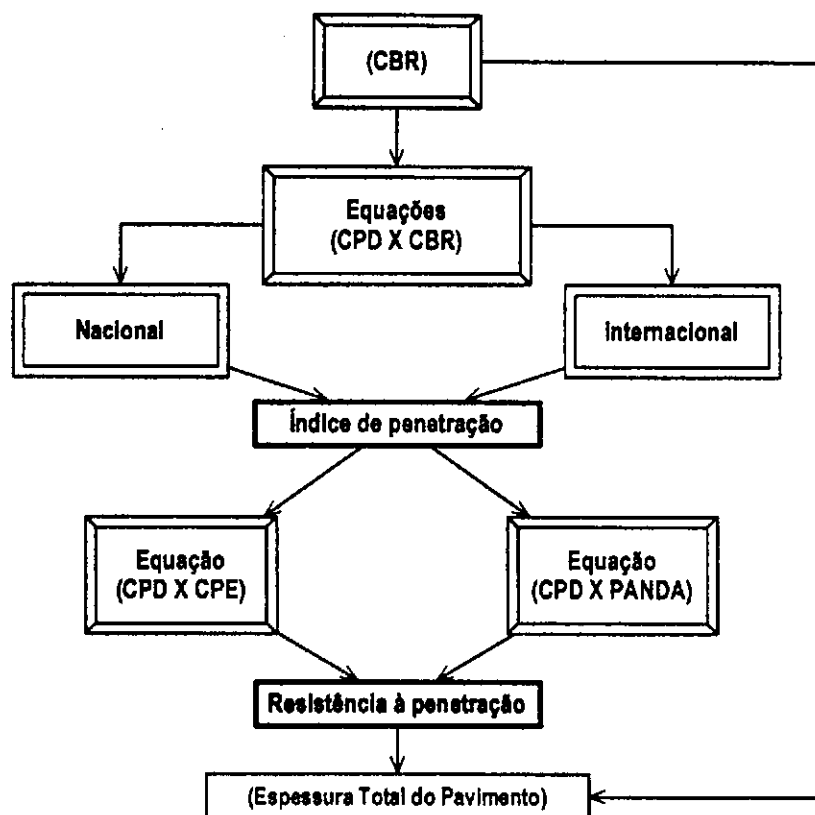 (CBR)
Equações
(CPD X CBR)
Nacional
Internacional
Índice de penetração
Equação
(CPD X CPE)
Equação
(CPD X PANDA)
Resistência à penetração
(Espessura Total do Pavimento)